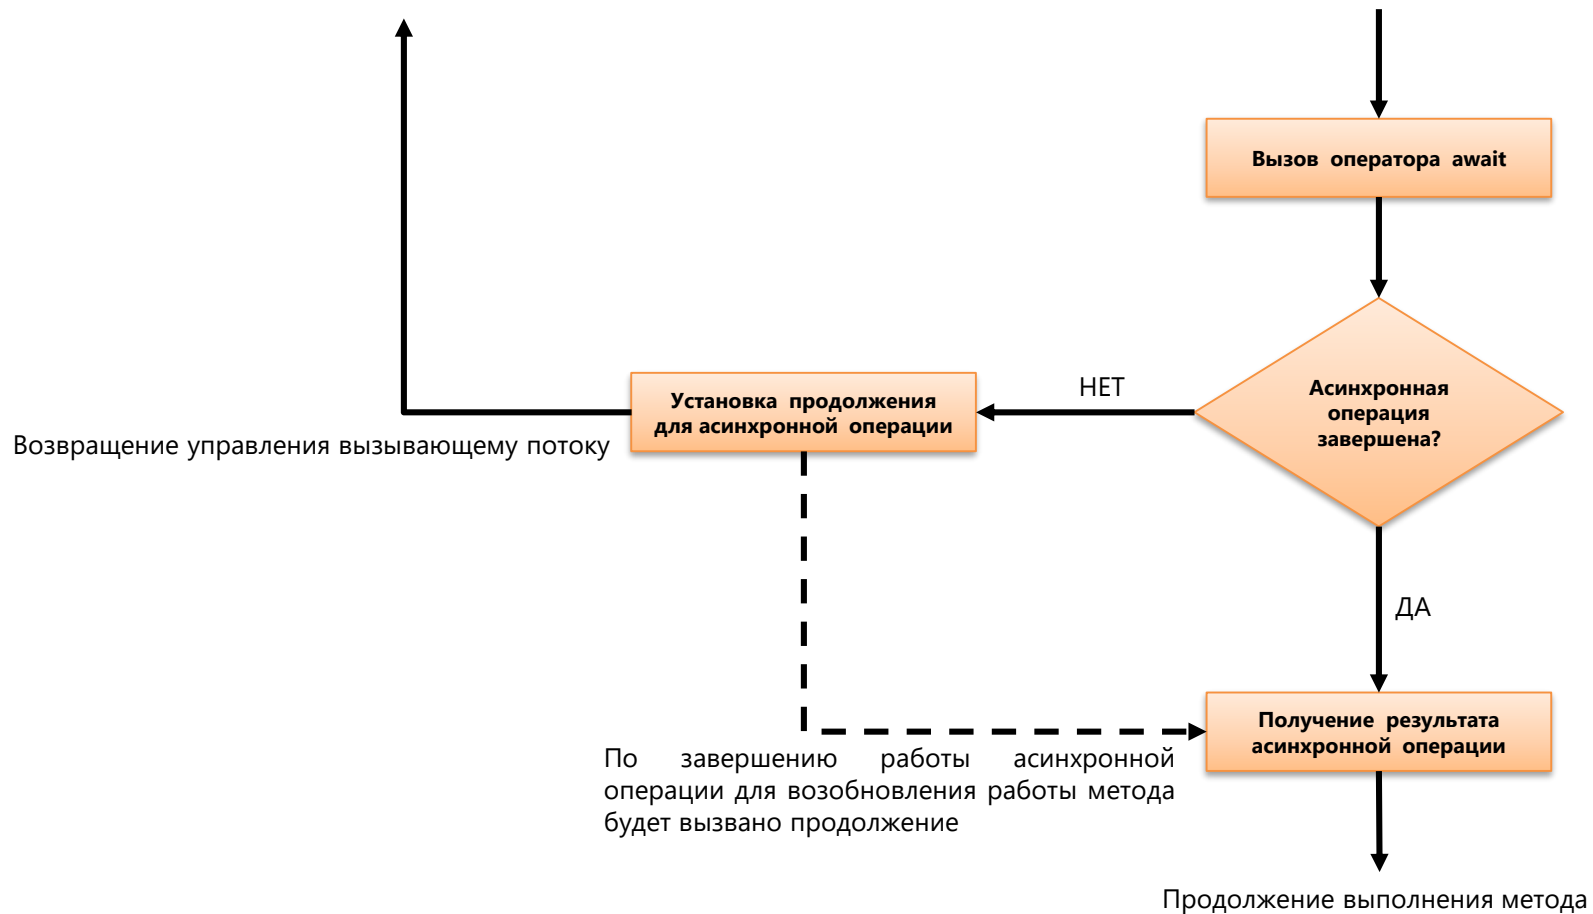 Вызов оператора await
Асинхронная
операция
завершена?
НЕТ
Установка продолжения
для асинхронной операции
Возвращение управления вызывающему потоку
ДА
Получение результата
асинхронной операции
По завершению работы асинхронной
операции для возобновления работы метода
будет вызвано продолжение
Продолжение выполнения метода